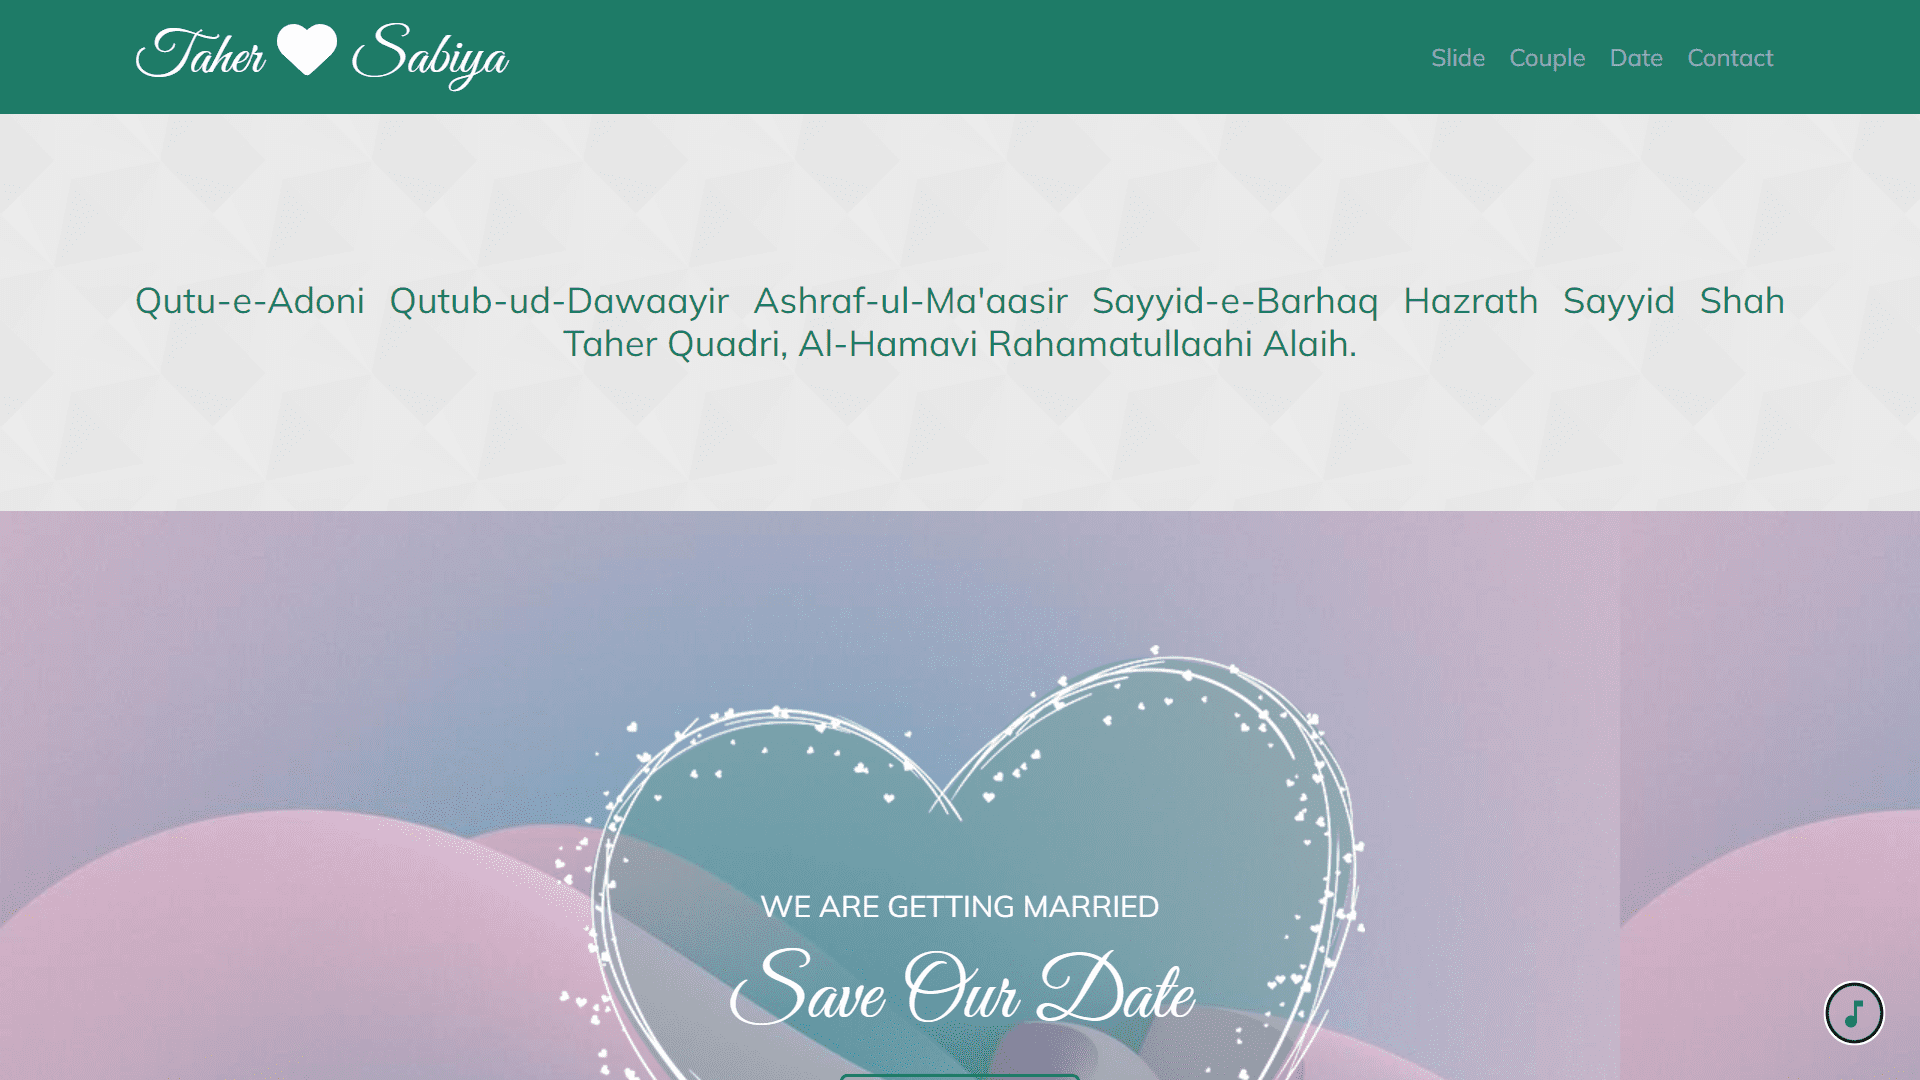 Taher Sabiya
Slide Couple Date Contact
Qutu-e-Adoni Qutub-ud-Dawaayir Ashraf-ul-Ma'aasir Sayyid-e-Barhaq Hazrath Sayyid Shah
Taher Quadri, Al-Hamavi Rahamatullaahi Alaih.
WE ARE GETTING MARRIED
Save Our Date